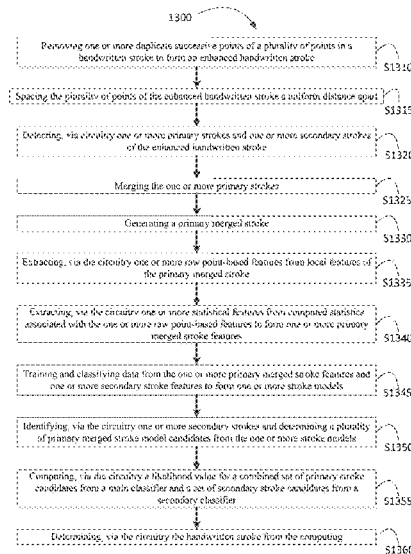 1300
Removing one or more duplicate successive points of a plurality of points in a
handwritten stroke to form an enhanced handwritten stroke
S1310
Spacing the plurality of points of the enhanced handwritten stroke a uniform distance apart
S1315
Detecting, via circuitry one or more primary strokes and one or more secondary strokes
of the enhanced handwritten stroke
S1320
Merging the one or more primary strokes
S1325
Generating a primary merged stroke
S1330
Extracting, via the circuitry one or more raw point-based features from local features of
the primary merged stroke
S1335
Extracting, via the circuitry one or more statistical features from computed statistics
associated with the one or more raw point-based features to form one or more primary
merged stroke features
S1340
Training and classifying data from the one or more primary merged stroke features and
one or more secondary stroke features to form one or more stroke models
S1345
Identifying, via the circuitry one or more secondary strokes and determining a plurality
of primary merged stroke model candidates from the one or more stroke models
S1350
Computing, via the circuitry a likelihood value for a combined set of primary stroke
candidates from a main classifier and a set of secondary stroke candidates from a
secondary classifier
S1355
Determining, via the circuitry the handwritten stroke from the computing
S1360